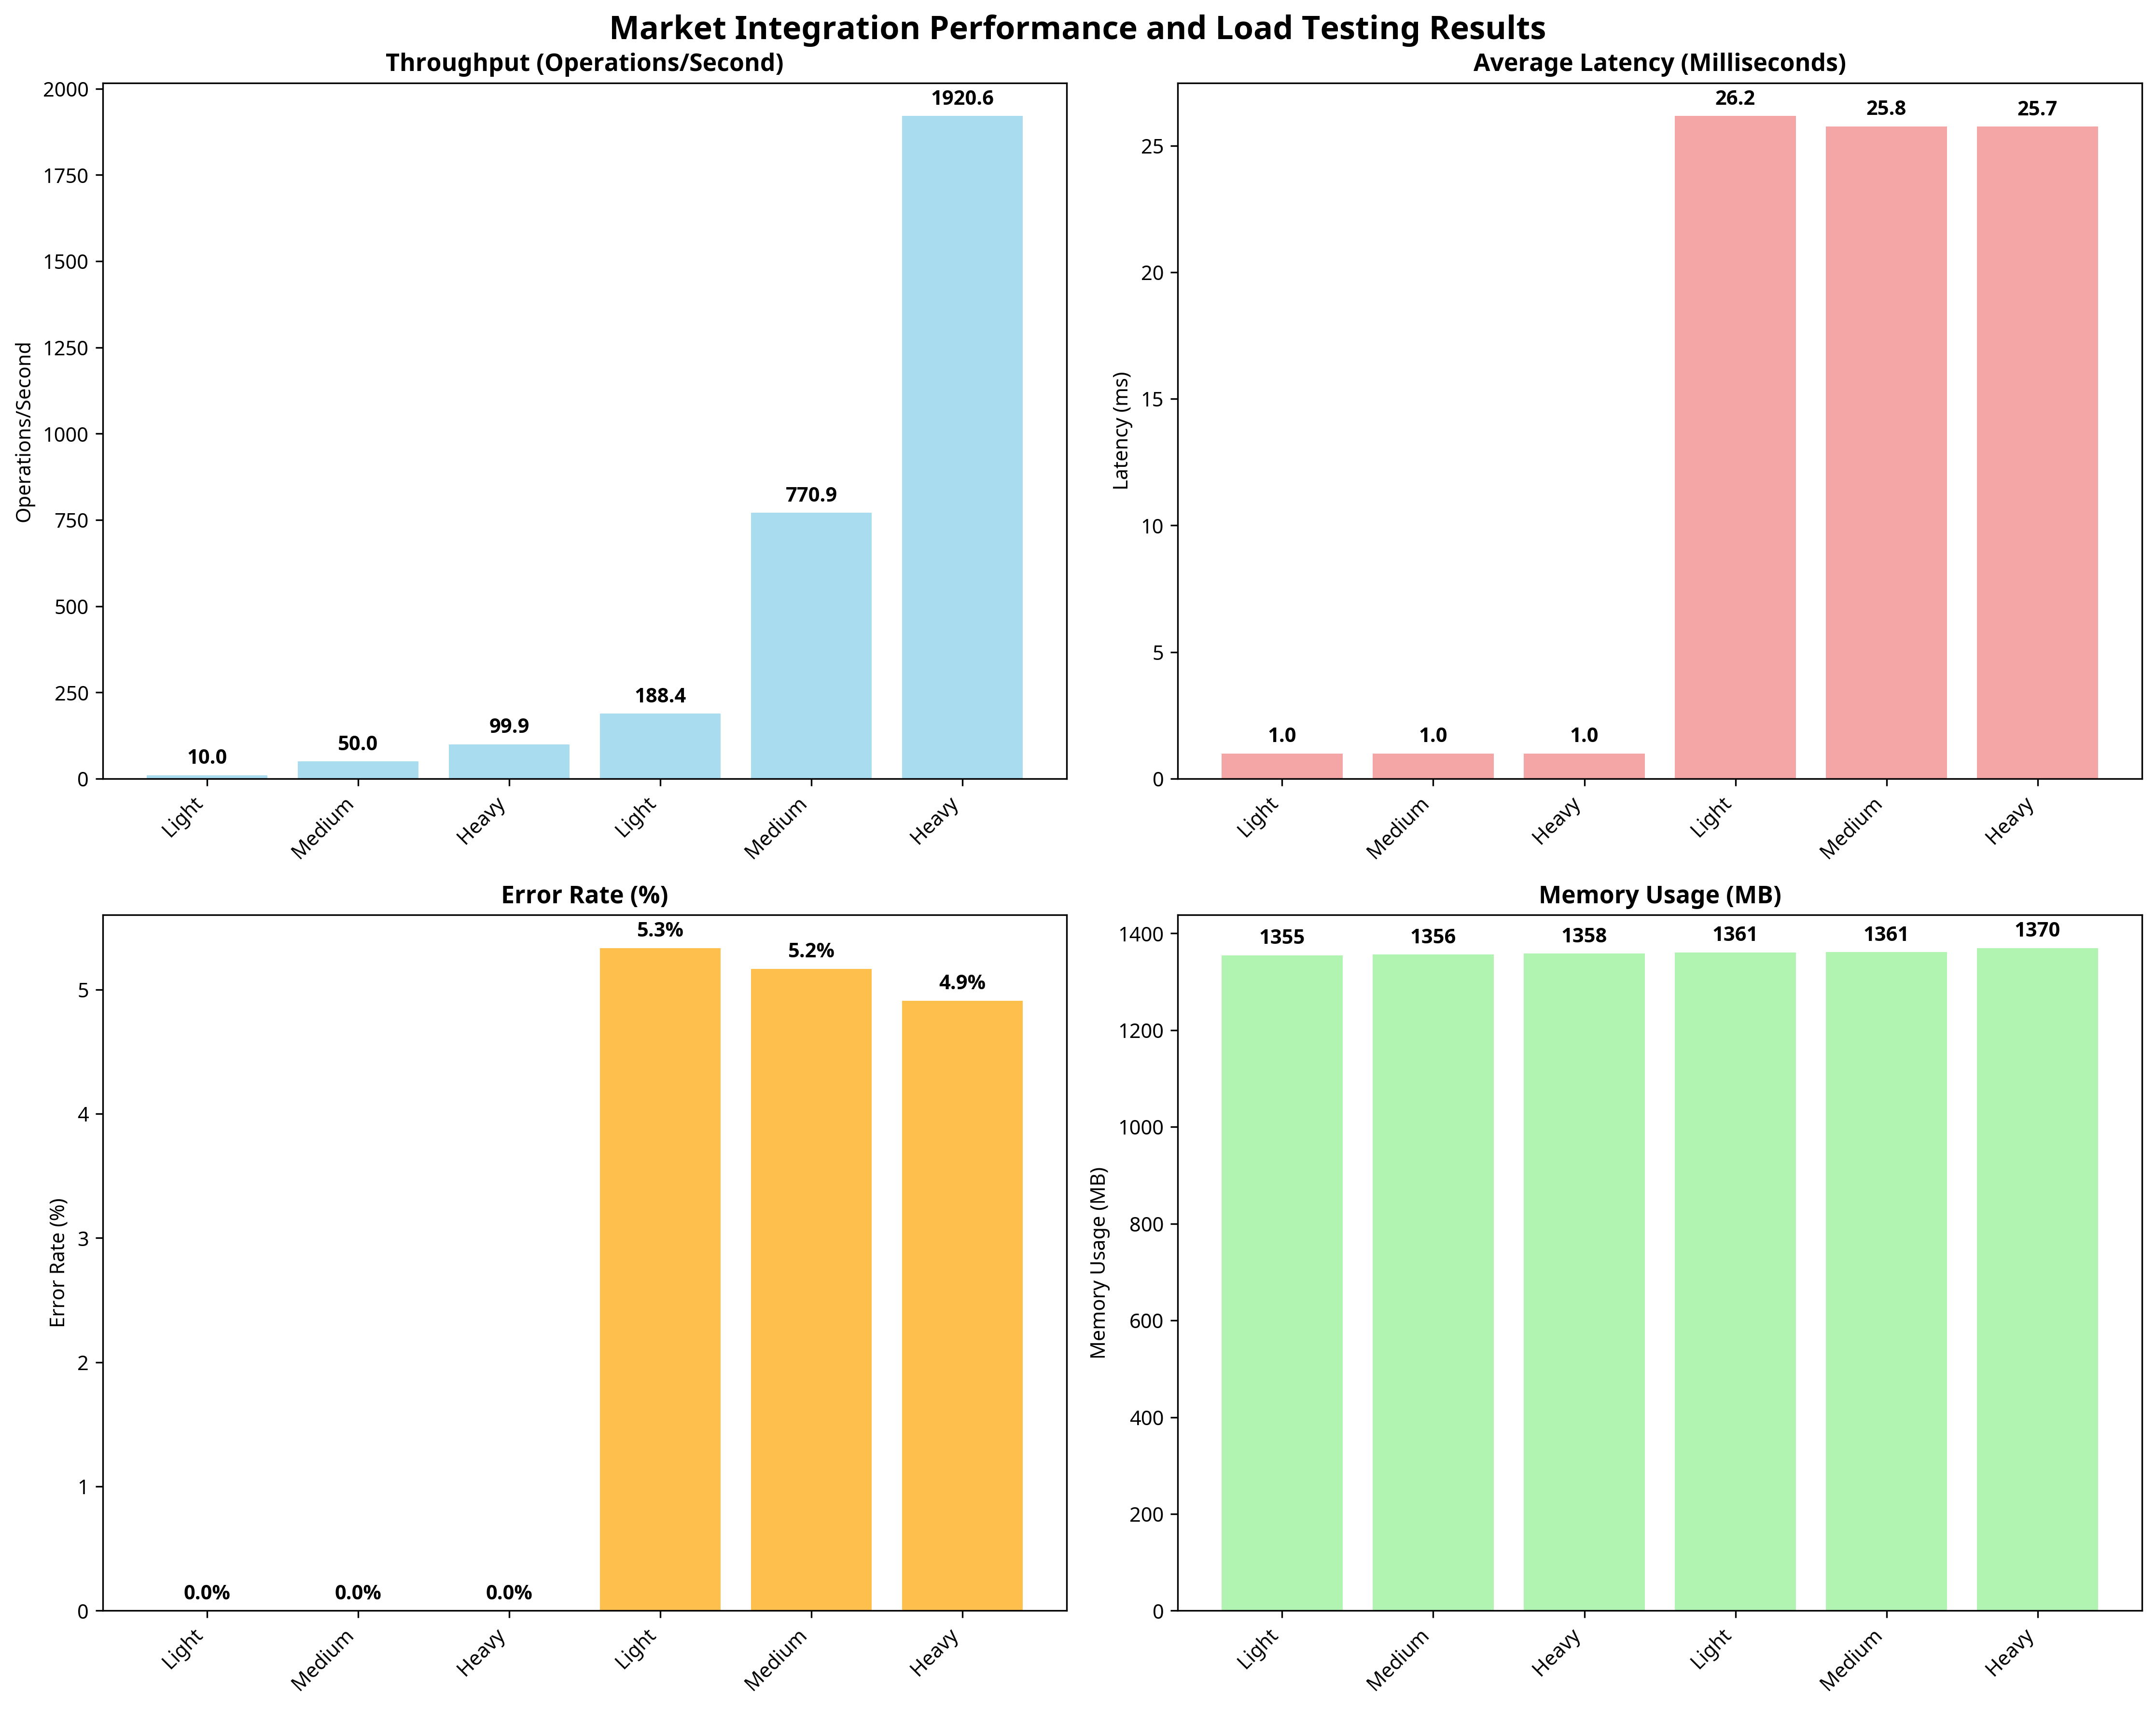 Market Integration Performance and Load Testing Results
Throughput (Operations/Second)
Operations/Second
2000
1750
1500
1250
1000
750
500
250
0
10.0
50.0
99.9
188.4
770.9
1920.6
Light
Medium
Heavy
Light
Medium
Heavy
Average Latency (Milliseconds)
Latency (ms)
25
20
15
10
5
0
1.0
1.0
1.0
26.2
25.8
25.7
Light
Medium
Heavy
Light
Medium
Heavy
Error Rate (%)
Error Rate (%)
5
4
3
2
1
0
0.0%
0.0%
0.0%
5.3%
5.2%
4.9%
Light
Medium
Heavy
Light
Medium
Heavy
Memory Usage (MB)
Memory Usage (MB)
1400
1200
1000
800
600
400
200
0
1355
1356
1358
1361
1361
1370
Light
Medium
Heavy
Light
Medium
Heavy